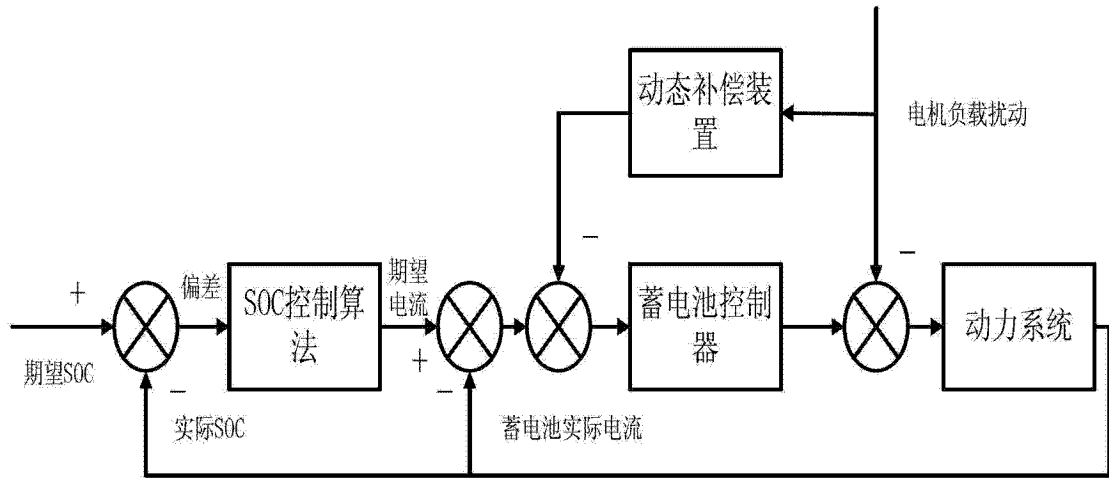 动态补偿装
置
电机负载扰动
−
−
+
偏差
SOC控制算
法
期望
电流
蓄电池控制
器
动力系统
期望SOC
−
+
−
实际SOC
蓄电池实际电流